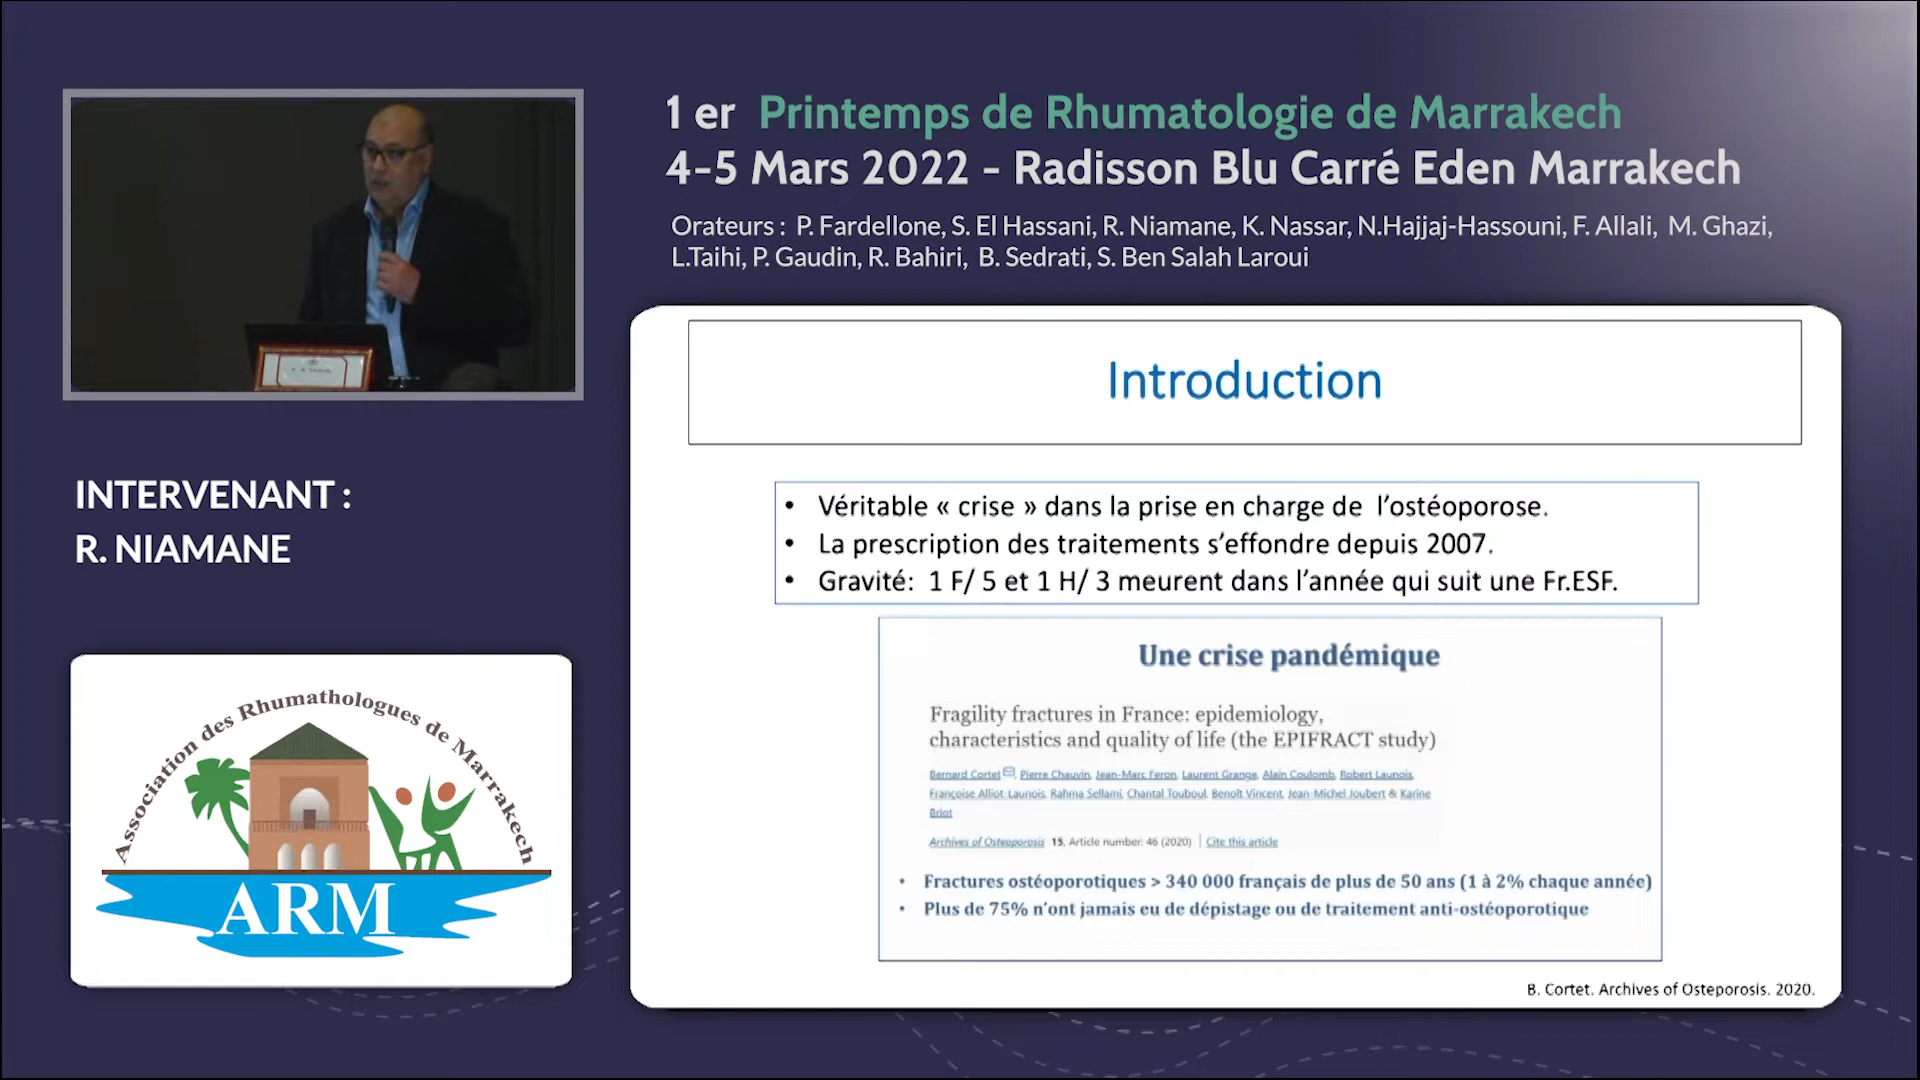 1 er Printemps de Rhumatologie de Marrakech
4-5 Mars 2022 - Radisson Blu Carré Eden Marrakech
Orateurs : P. Fardellone, S. El Hassani, R. Niamane, K. Nassar, N.Hajjaj-Hassouni, F. Allali, M. Ghazi,
L.Taihi, P. Gaudin, R. Bahiri, B. Sedrati, S. Ben Salah Laroui
INTERVENANT :
R. NIAMANE
Association des Rhumathologues de Marrakech
ARM
Introduction
• Véritable « crise » dans la prise en charge de l’ostéoporose.
• La prescription des traitements s’effondre depuis 2007.
• Gravité: 1 F/ 5 et 1 H/ 3 meurent dans l’année qui suit une Fr.ESF.
Une crise pandémique
Fragility fractures in France: epidemiology,
characteristics and quality of life (the EPIFRACT study)
Bernard Cortet, Pierre Chauvin, Jean-Marc Feron, Laurent Grange, Alain Coulomb, Robert Launois,
Françoise Alliot-Launois, Rahma Sellami, Chantal Touboul, Benoît Vincent, Jean-Michel Joubert & Karine
Briot
Archives of Osteoporosis 15, Article number: 46 (2020) | Cite this article
• Fractures ostéoporotiques > 340 000 français de plus de 50 ans (1 à 2% chaque année)
• Plus de 75% n’ont jamais eu de dépistage ou de traitement anti-ostéoporotique
B. Cortet. Archives of Osteporosis. 2020.